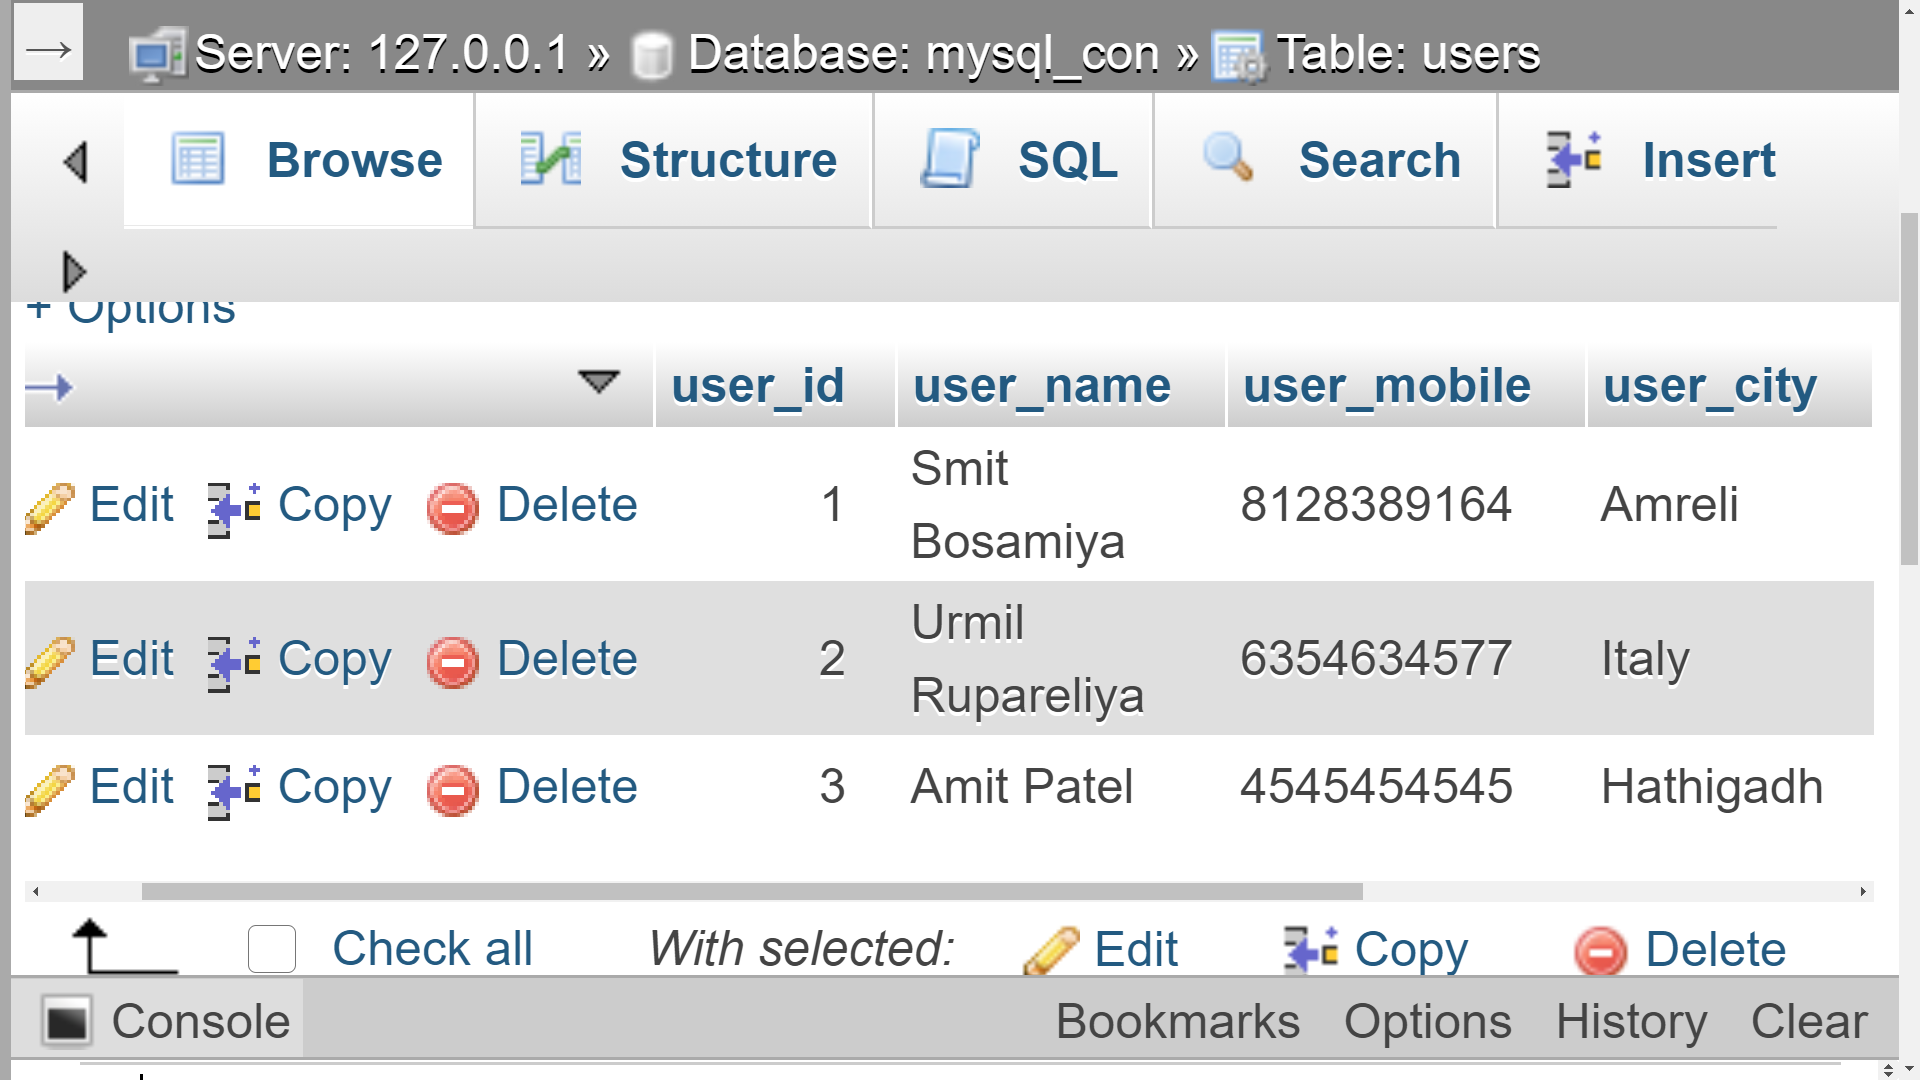 → Server: 127.0.0.1 » Database: mysql_con » Table: users
Browse Structure SQL Search Insert
+ Options
user_id user_name user_mobile user_city
Edit Copy Delete 1 Smit Bosamiya 8128389164 Amreli
Edit Copy Delete 2 Urmil Rupareliya 6354634577 Italy
Edit Copy Delete 3 Amit Patel 4545454545 Hathigadh
Check all With selected: Edit Copy Delete
Console Bookmarks Options History Clear